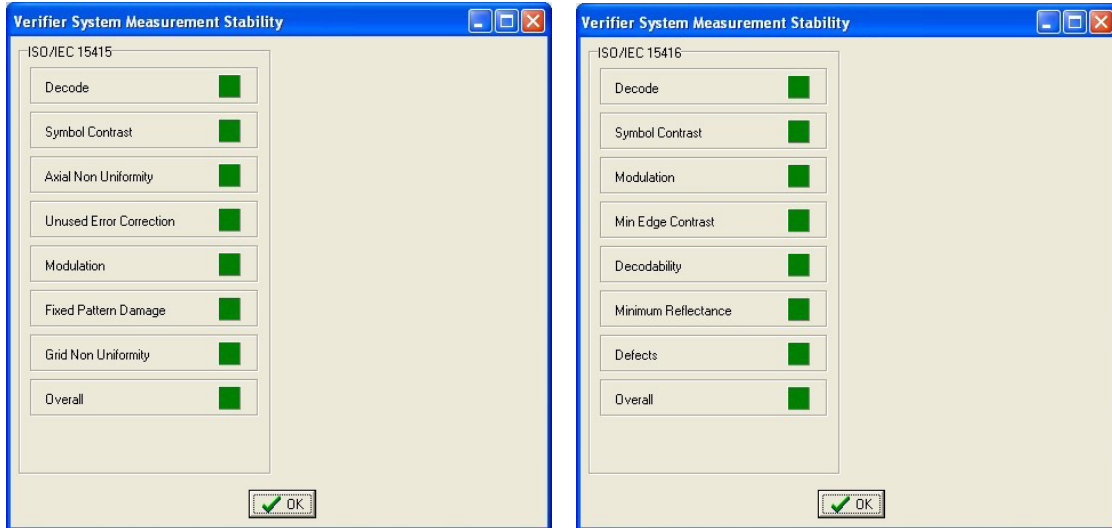 Verifier System Measurement Stability
ISO/IEC 15415
Decode
Symbol Contrast
Axial Non Uniformity
Unused Error Correction
Modulation
Fixed Pattern Damage
Grid Non Uniformity
Overall
OK
Verifier System Measurement Stability
ISO/IEC 15416
Decode
Symbol Contrast
Modulation
Min Edge Contrast
Decodability
Minimum Reflectance
Defects
Overall
OK